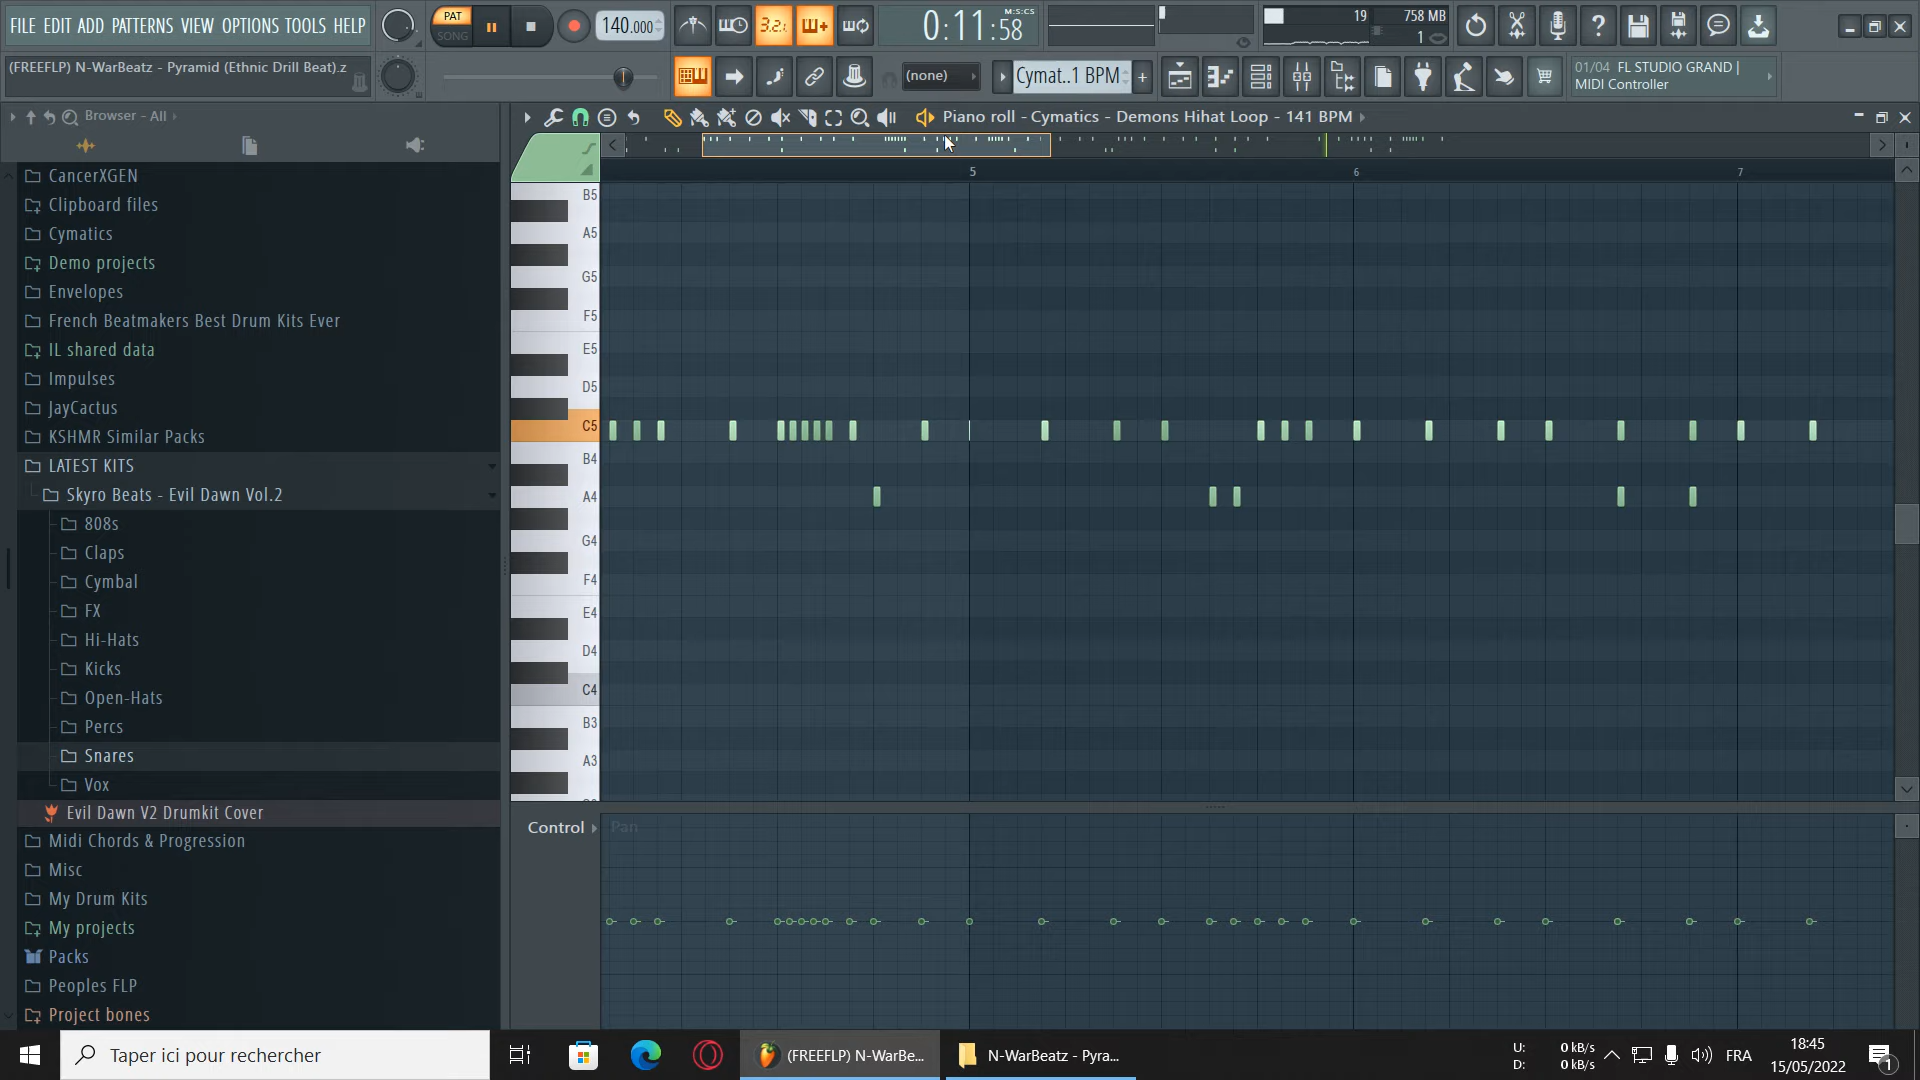 FILE EDIT ADD PATTERNS VIEW OPTIONS TOOLS HELP
PAT
SONG
140.000
3.2.
0:11:58
M:S:CS
19
758 MB
1
(FREEFLP) N-WarBeatz - Pyramid (Ethnic Drill Beat).z
(none)
Cymat..1 BPM
01/04 FL STUDIO GRAND |
MIDI Controller
Browser - All
Piano roll - Cymatics - Demons Hihat Loop - 141 BPM
5
6
7
CancerXGEN
Clipboard files
Cymatics
Demo projects
Envelopes
French Beatmakers Best Drum Kits Ever
IL shared data
Impulses
JayCactus
KSHMR Similar Packs
LATEST KITS
Skyro Beats - Evil Dawn Vol.2
808s
Claps
Cymbal
FX
Hi-Hats
Kicks
Open-Hats
Percs
Snares
Vox
Evil Dawn V2 Drumkit Cover
Midi Chords & Progression
Misc
My Drum Kits
My projects
Packs
Peoples FLP
Project bones
B5
A5
G5
F5
E5
D5
C5
B4
A4
G4
F4
E4
D4
C4
B3
A3
Control
Pan
Taper ici pour rechercher
(FREEFLP) N-WarBe...
N-WarBeatz - Pyra...
U:
D:
0 kB/s
0 kB/s
FRA
18:45
15/05/2022
1